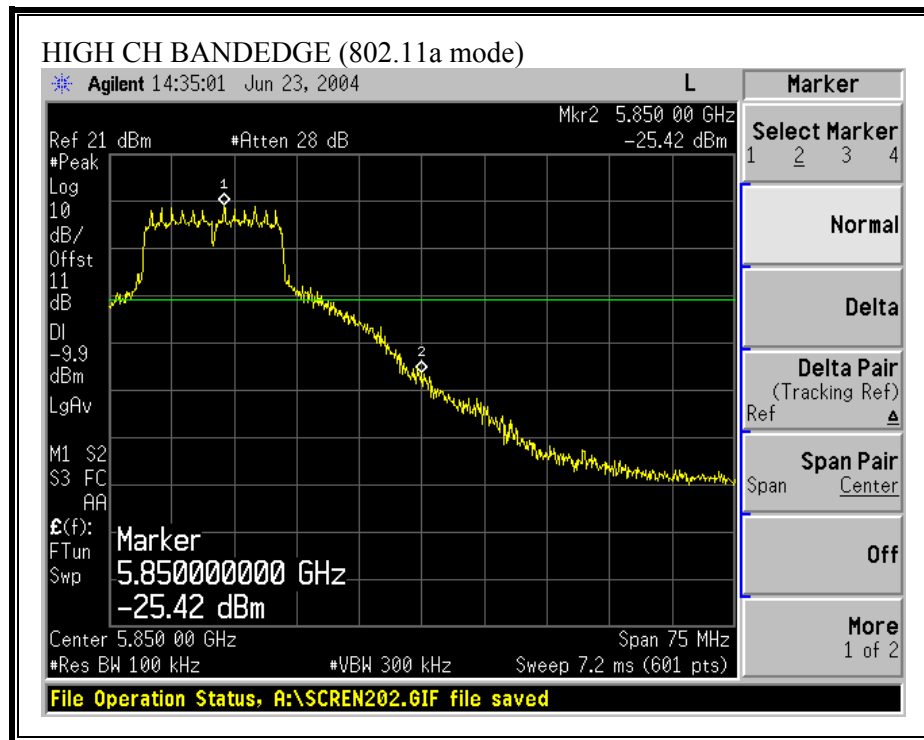 HIGH CH BANDEDGE (802.11a mode)
Agilent 14:35:01 Jun 23, 2004 L
Mkr2 5.850 00 GHz
Ref 21 dBm #Atten 28 dB -25.42 dBm
#Peak
Log
10
dB/
Offst
11
dB
DI
-9.9
dBm
LgAv
M1 S2
S3 FC
AA
£(f):
FTun
Swp
1
2
Marker
5.850000000 GHz
-25.42 dBm
Center 5.850 00 GHz Span 75 MHz
#Res BW 100 kHz #VBW 300 kHz Sweep 7.2 ms (601 pts)
File Operation Status, A:\SCREN202.GIF file saved
Marker
Select Marker
1 2 3 4
Normal
Delta
Delta Pair
(Tracking Ref)
Ref Δ
Span Pair
Span Center
Off
More
1 of 2